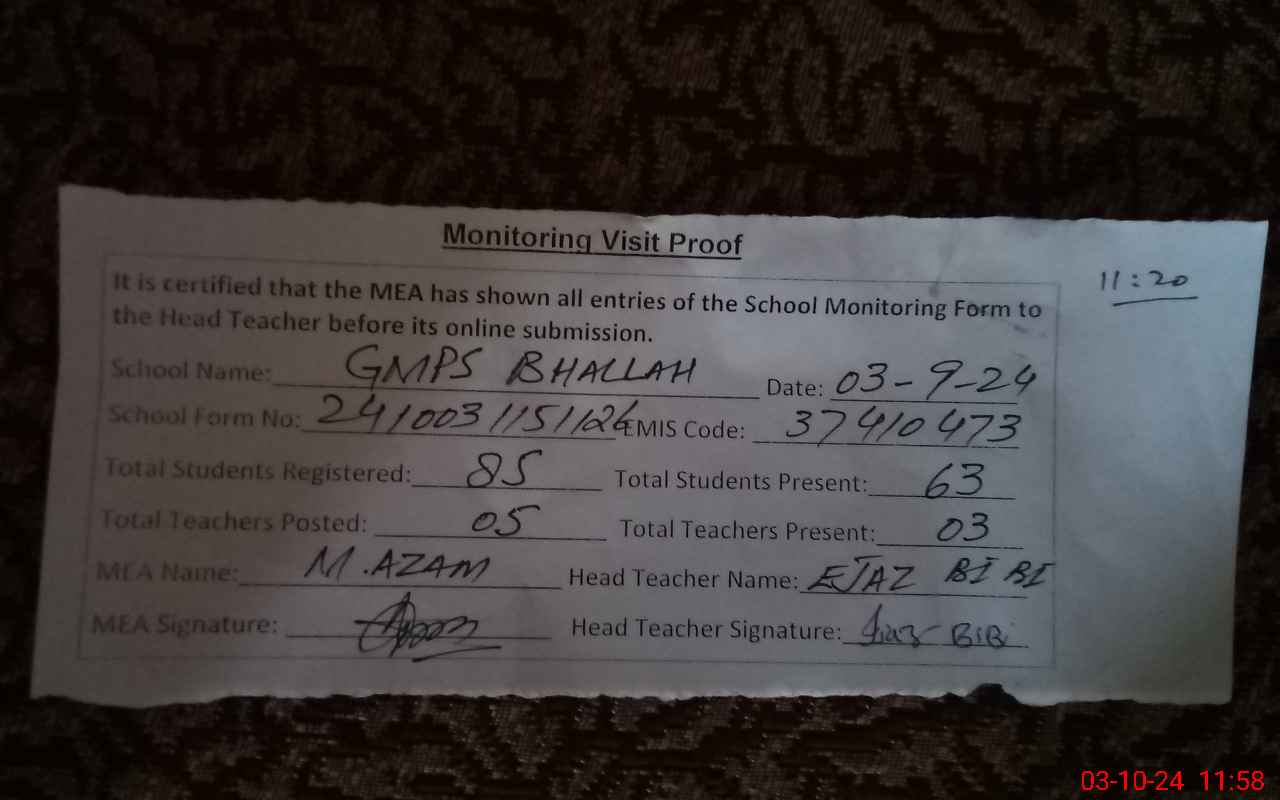 Monitoring Visit Proof
11:20
It is certified that the MEA has shown all entries of the School Monitoring Form to
the Head Teacher before its online submission.
School Name: GMPS BHALLAH Date: 03-9-24
School Form No: 2410031151126 EMIS Code: 37410473
Total Students Registered: 85 Total Students Present: 63
Total Teachers Posted: 05 Total Teachers Present: 03
MEA Name: M.AZAM Head Teacher Name: EJAZ BI BI
MEA Signature: Head Teacher Signature: BiBi
03-10-24 11:58